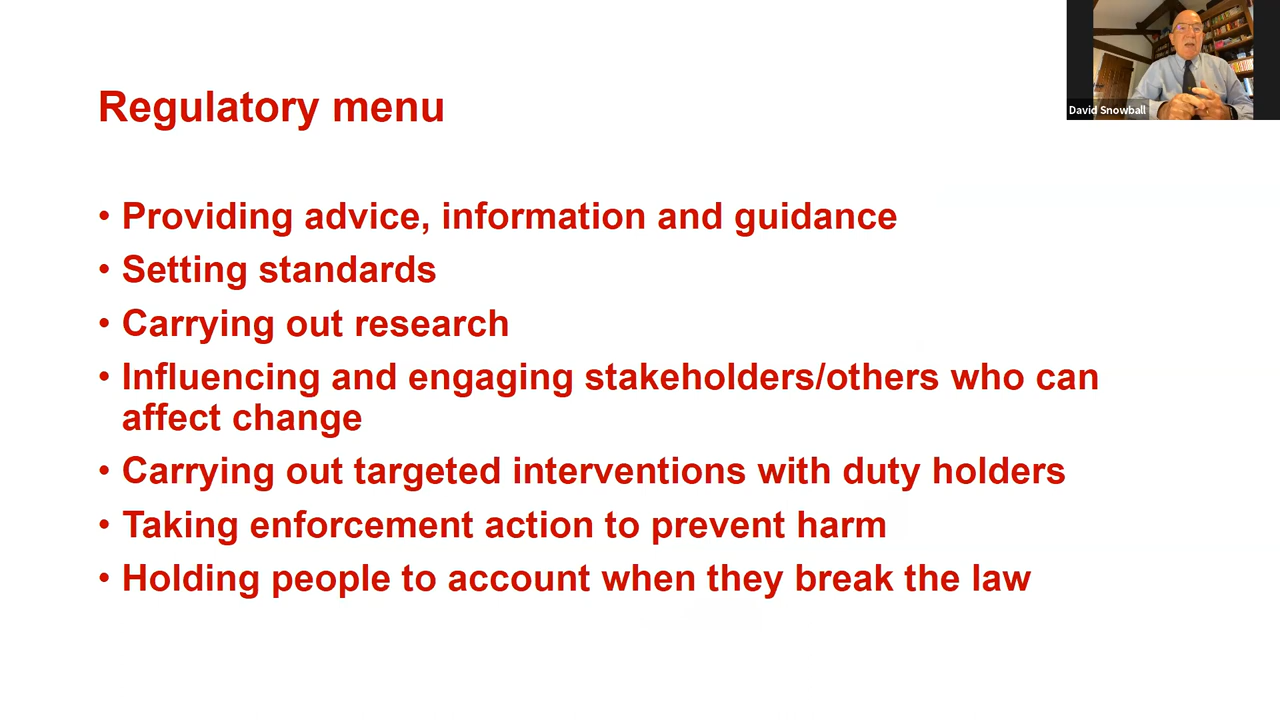 Regulatory menu
David Snowball
• Providing advice, information and guidance
• Setting standards
• Carrying out research
• Influencing and engaging stakeholders/others who can
affect change
• Carrying out targeted interventions with duty holders
• Taking enforcement action to prevent harm
• Holding people to account when they break the law